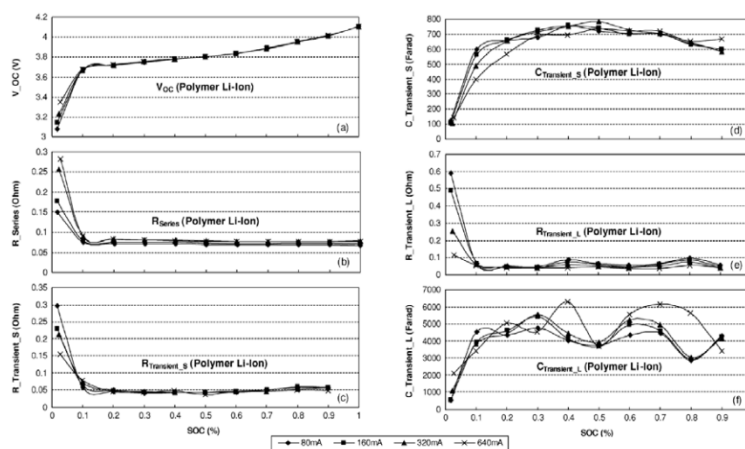 4.2
4
3.8
3.6
3.4
3.2
3
V_OC (V)
V_OC (Polymer Li-Ion)
(a)
0.3
0.25
0.2
0.15
0.1
0.05
0
R_Series (Ohm)
R_Series (Polymer Li-Ion)
(b)
0.35
0.3
0.25
0.2
0.15
0.1
0.05
0
R_Transient_S (Ohm)
R_Transient_S (Polymer Li-Ion)
(c)
0 0.1 0.2 0.3 0.4 0.5 0.6 0.7 0.8 0.9 1
SOC (%)
800
700
600
500
400
300
200
100
0
C_Transient_S (Farad)
C_Transient_S (Polymer Li-Ion)
(d)
0.7
0.6
0.5
0.4
0.3
0.2
0.1
0
R_Transient_L (Ohm)
R_Transient_L (Polymer Li-Ion)
(e)
7000
6000
5000
4000
3000
2000
1000
0
C_Transient_L (Farad)
C_Transient_L (Polymer Li-Ion)
(f)
0 0.1 0.2 0.3 0.4 0.5 0.6 0.7 0.8 0.9
SOC (%)
80mA 160mA 320mA 640mA